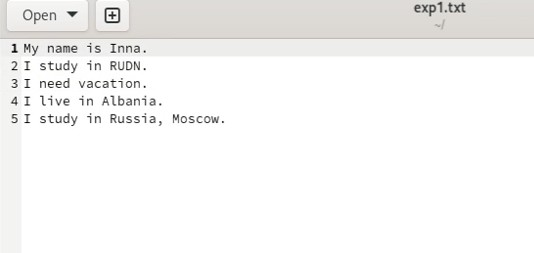 Open
exp1.txt
~/
1 My name is Inna.
2 I study in RUDN.
3 I need vacation.
4 I live in Albania.
5 I study in Russia, Moscow.